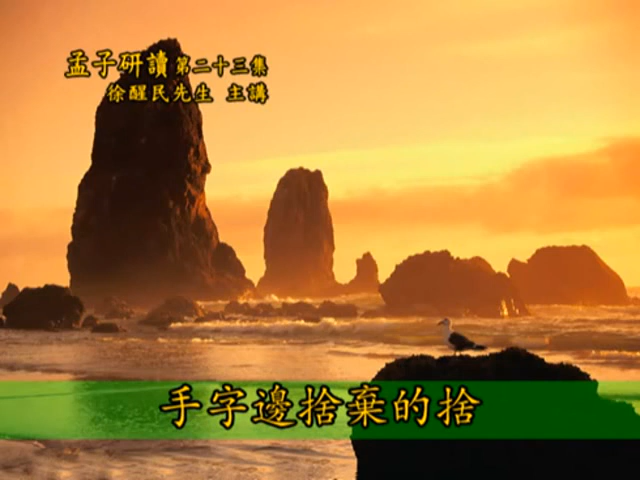 孟子研讀 第二十三集
徐醒民先生 主講
手字邊捨棄的捨